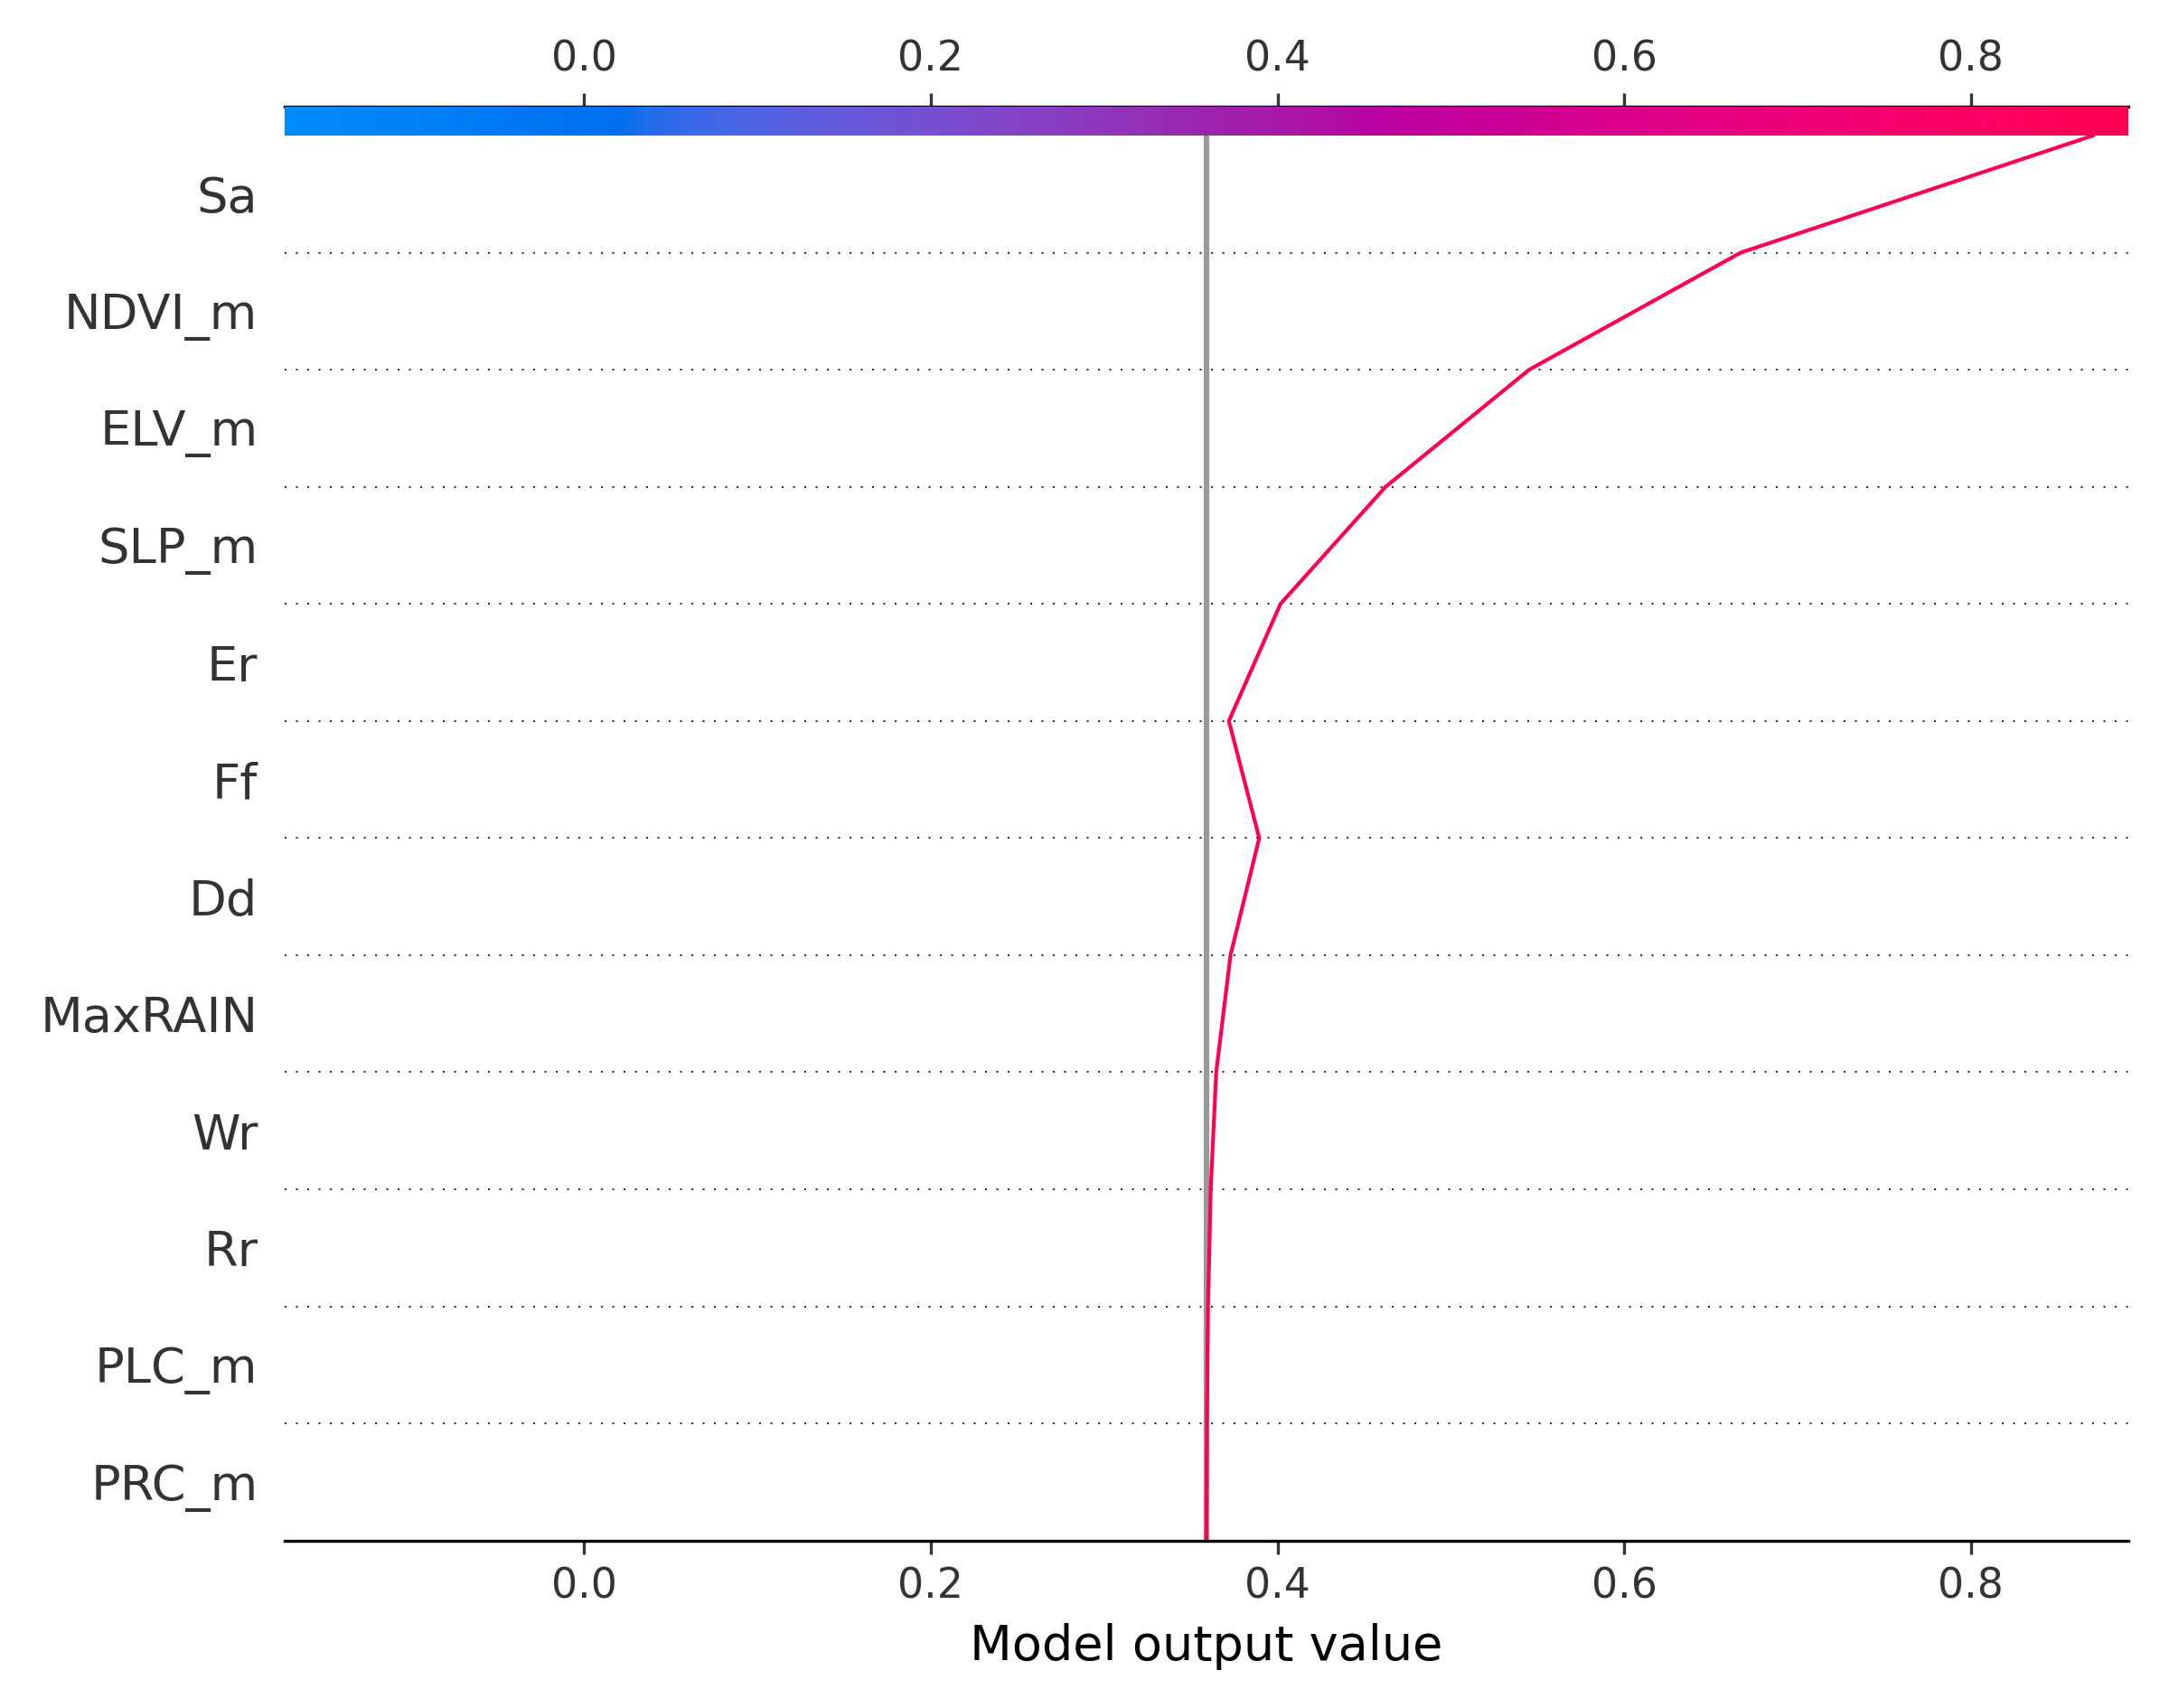 0.0 0.2 0.4 0.6 0.8
Sa
NDVI_m
ELV_m
SLP_m
Er
Ff
Dd
MaxRAIN
Wr
Rr
PLC_m
PRC_m
0.0 0.2 0.4 0.6 0.8
Model output value